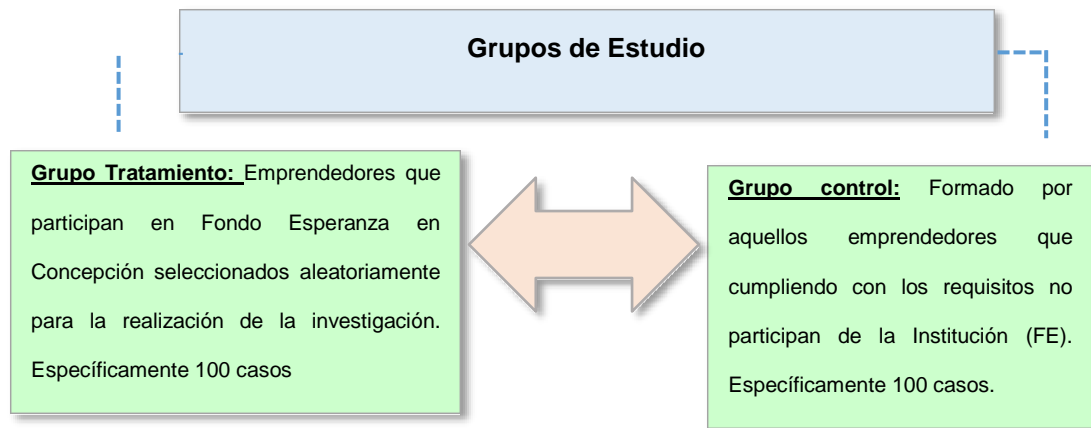 Grupos de Estudio
Grupo Tratamiento: Emprendedores que
participan en Fondo Esperanza en
Concepción seleccionados aleatoriamente
para la realización de la investigación.
Específicamente 100 casos
Grupo control: Formado por
aquellos emprendedores que
cumpliendo con los requisitos no
participan de la Institución (FE).
Específicamente 100 casos.